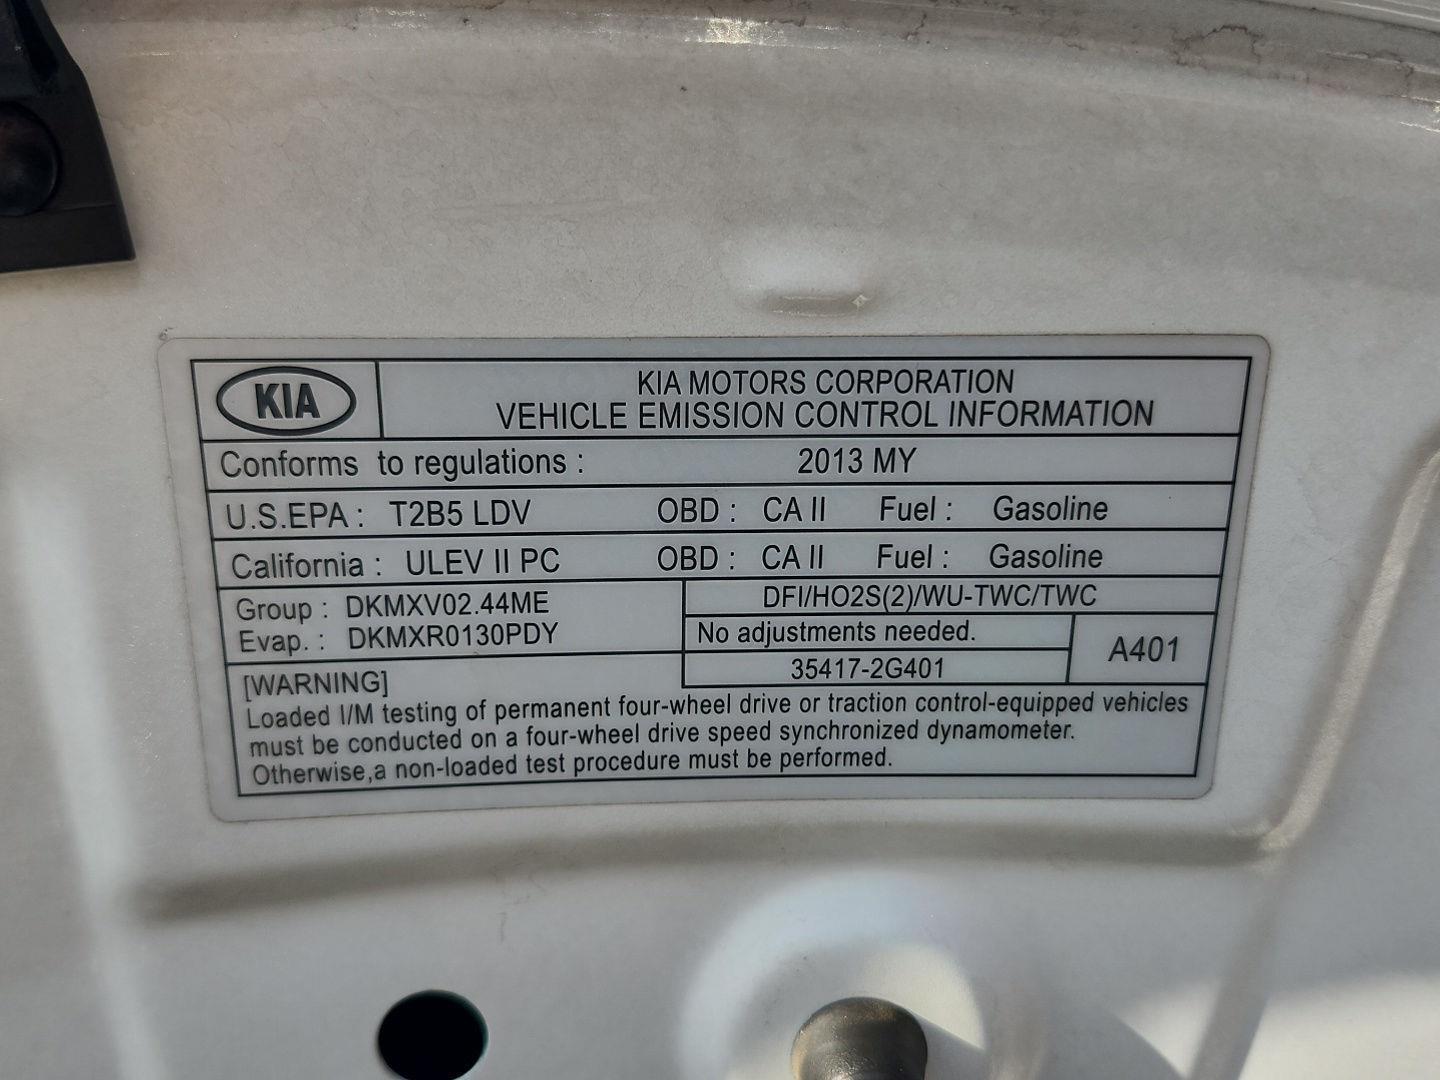 KIA
KIA MOTORS CORPORATION
VEHICLE EMISSION CONTROL INFORMATION
Conforms to regulations : 2013 MY
U.S.EPA : T2B5 LDV OBD : CA II Fuel : Gasoline
California : ULEV II PC OBD : CA II Fuel : Gasoline
Group : DKMXV02.44ME
Evap. : DKMXR0130PDY
DFI/HO2S(2)/WU-TWC/TWC
No adjustments needed.
35417-2G401
A401
[WARNING]
Loaded I/M testing of permanent four-wheel drive or traction control-equipped vehicles
must be conducted on a four-wheel drive speed synchronized dynamometer.
Otherwise,a non-loaded test procedure must be performed.